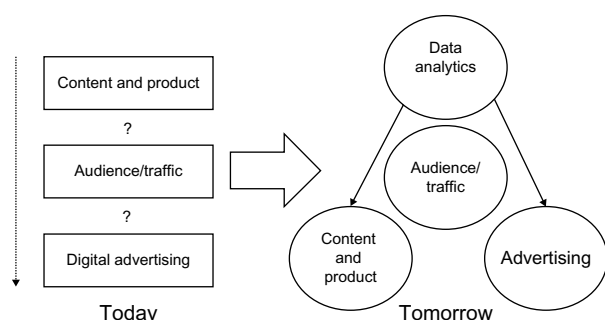 Content and product
?
Audience/traffic
?
Digital advertising
Today
Data
analytics
Audience/
traffic
Content
and
product
Advertising
Tomorrow